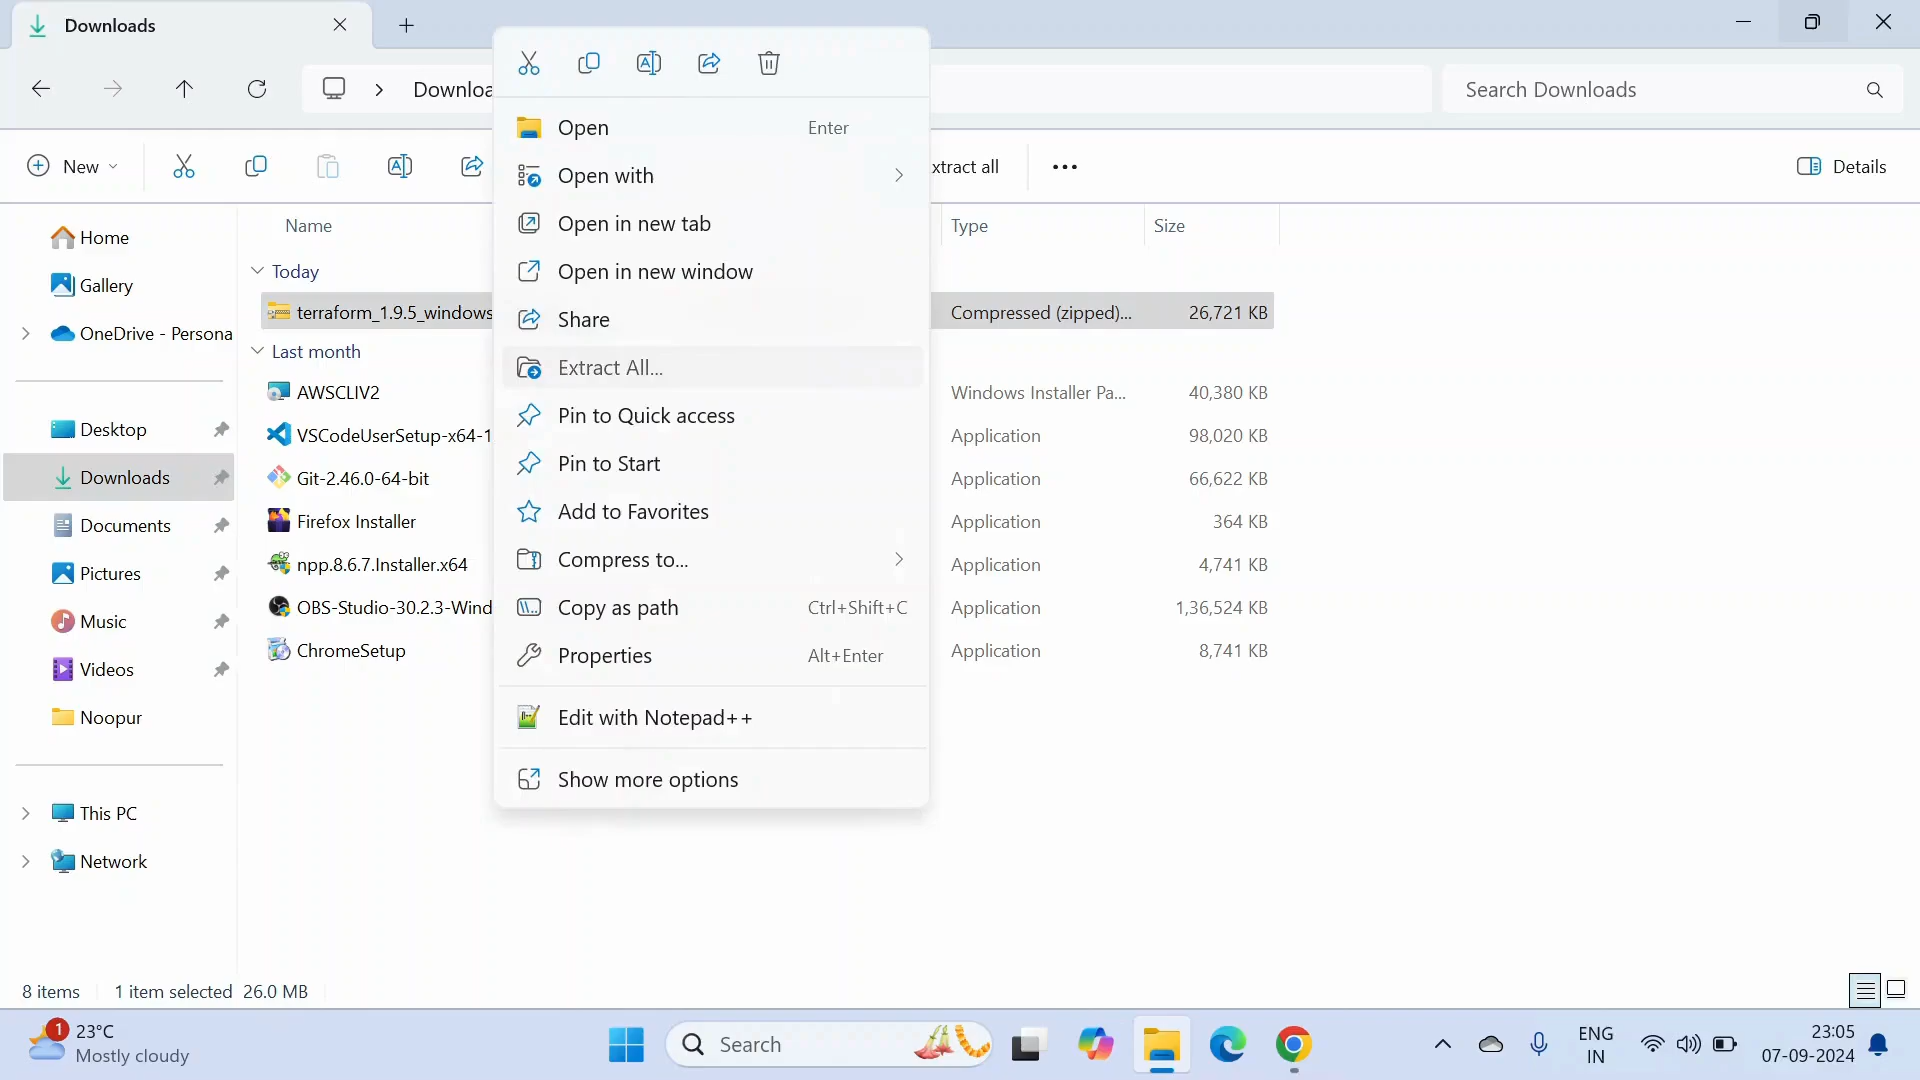 Downloads
Downloa
Search Downloads
New
xtract all
Details
Open Enter
Open with
Open in new tab
Open in new window
Share
Extract All...
Pin to Quick access
Pin to Start
Add to Favorites
Compress to...
Copy as path Ctrl+Shift+C
Properties Alt+Enter
Edit with Notepad++
Show more options
Home
Gallery
OneDrive - Persona
Desktop
Downloads
Documents
Pictures
Music
Videos
Noopur
This PC
Network
Name Type Size
Today
terraform_1.9.5_windows Compressed (zipped)... 26,721 KB
Last month
AWSCLIV2 Windows Installer Pa... 40,380 KB
VSCodeUserSetup-x64-1 Application 98,020 KB
Git-2.46.0-64-bit Application 66,622 KB
Firefox Installer Application 364 KB
npp.8.6.7.Installer.x64 Application 4,741 KB
OBS-Studio-30.2.3-Wind Application 1,36,524 KB
ChromeSetup Application 8,741 KB
8 items 1 item selected 26.0 MB
1
23°C
Mostly cloudy
Search
ENG
IN
23:05
07-09-2024